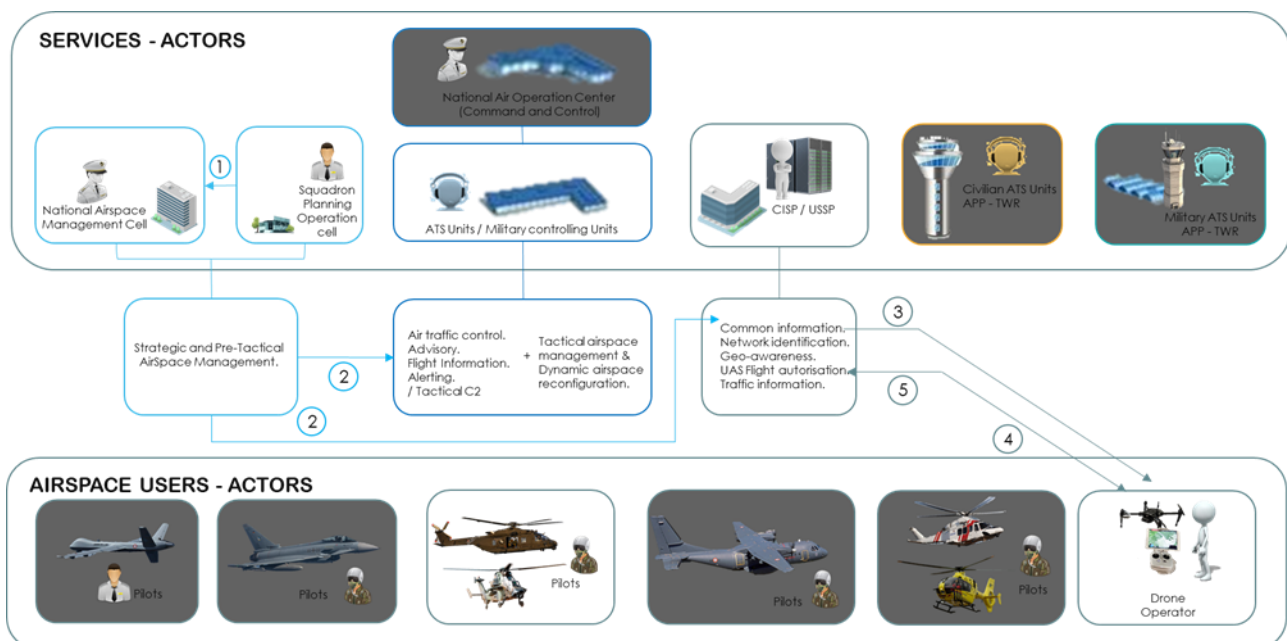 SERVICES - ACTORS
National Air Operation Center
(Command and Control)
1
National Airspace
Management Cell
Squadron
Planning
Operation
cell
ATS Units / Military controlling Units
CISP / USSP
Civilian ATS Units
APP - TWR
Military ATS Units
APP - TWR
Strategic and Pre-Tactical
AirSpace Management.
2
2
Air traffic control.
Advisory.
Flight Information.
Alerting.
/ Tactical C2
+
Tactical airspace
management &
Dynamic airspace
reconfiguration.
Common information.
Network identification.
Geo-awareness.
UAS Flight autorisation.
Traffic information.
3
5
4
AIRSPACE USERS - ACTORS
Pilots
Pilots
Pilots
Pilots
Pilots
Drone
Operator